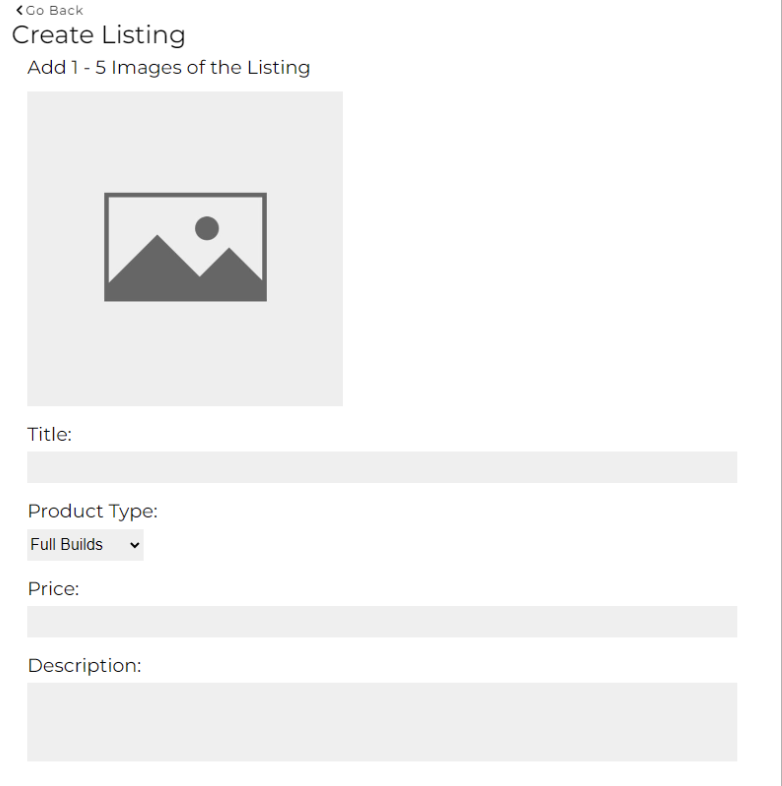 Go Back
Create Listing
Add 1 - 5 Images of the Listing
Title:
Product Type:
Full Builds
Price:
Description: